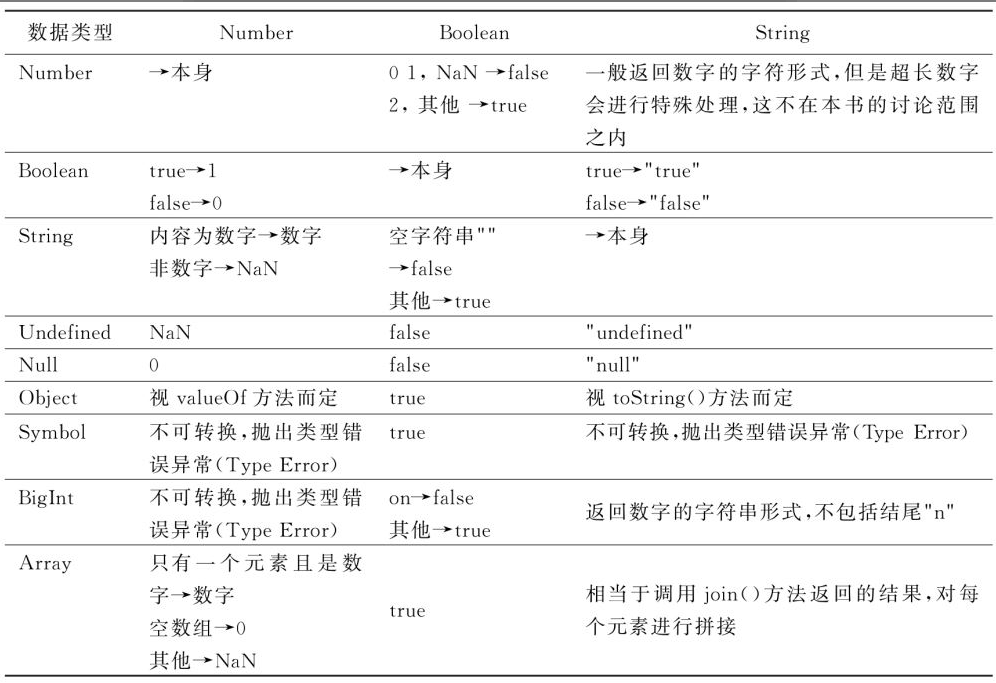 数据类型
Number
Boolean
String
Number
→本身
0 1, NaN →false
2, 其他 →true
一般返回数字的字符形式,但是超长数字
会进行特殊处理,这不在本书的讨论范围
之内
Boolean
true→1
false→0
→本身
true→"true"
false→"false"
String
内容为数字→数字
非数字→NaN
空字符串""
→false
其他→true
→本身
Undefined
NaN
false
"undefined"
Null
0
false
"null"
Object
视 valueOf 方法而定
true
视 toString()方法而定
Symbol
不可转换,抛出类型错
误异常(Type Error)
true
不可转换,抛出类型错误异常(Type Error)
BigInt
不可转换,抛出类型错
误异常(Type Error)
on→false
其他→true
返回数字的字符串形式,不包括结尾"n"
Array
只有一个元素且是数
字→数字
空数组→0
其他→NaN
true
相当于调用 join()方法返回的结果,对每
个元素进行拼接